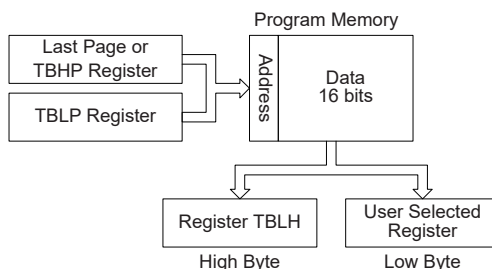 Program Memory
Last Page or
TBHP Register
TBLP Register
Address
Data
16 bits
Register TBLH
User Selected
Register
High Byte
Low Byte